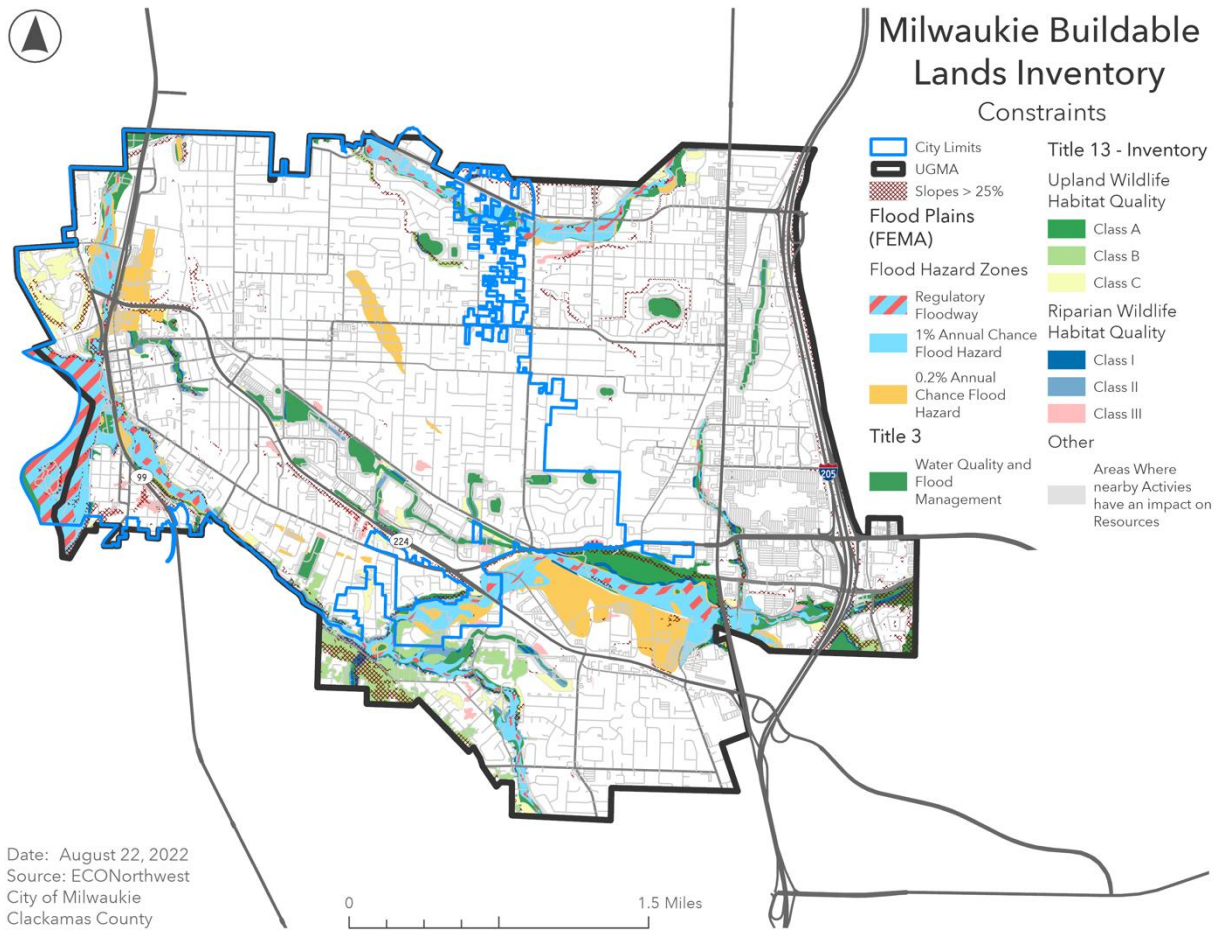 Milwaukie Buildable
Lands Inventory
Constraints
City Limits
UGMA
Slopes > 25%
Flood Plains
(FEMA)
Flood Hazard Zones
Regulatory
Floodway
1% Annual Chance
Flood Hazard
0.2% Annual
Chance Flood
Hazard
Title 3
Water Quality and
Flood
Management
Title 13 - Inventory
Upland Wildlife
Habitat Quality
Class A
Class B
Class C
Riparian Wildlife
Habitat Quality
Class I
Class II
Class III
Other
Areas Where
nearby Activies
have an impact on
Resources
205
99
224
Date: August 22, 2022
Source: ECONorthwest
City of Milwaukie
Clackamas County
0
1.5 Miles